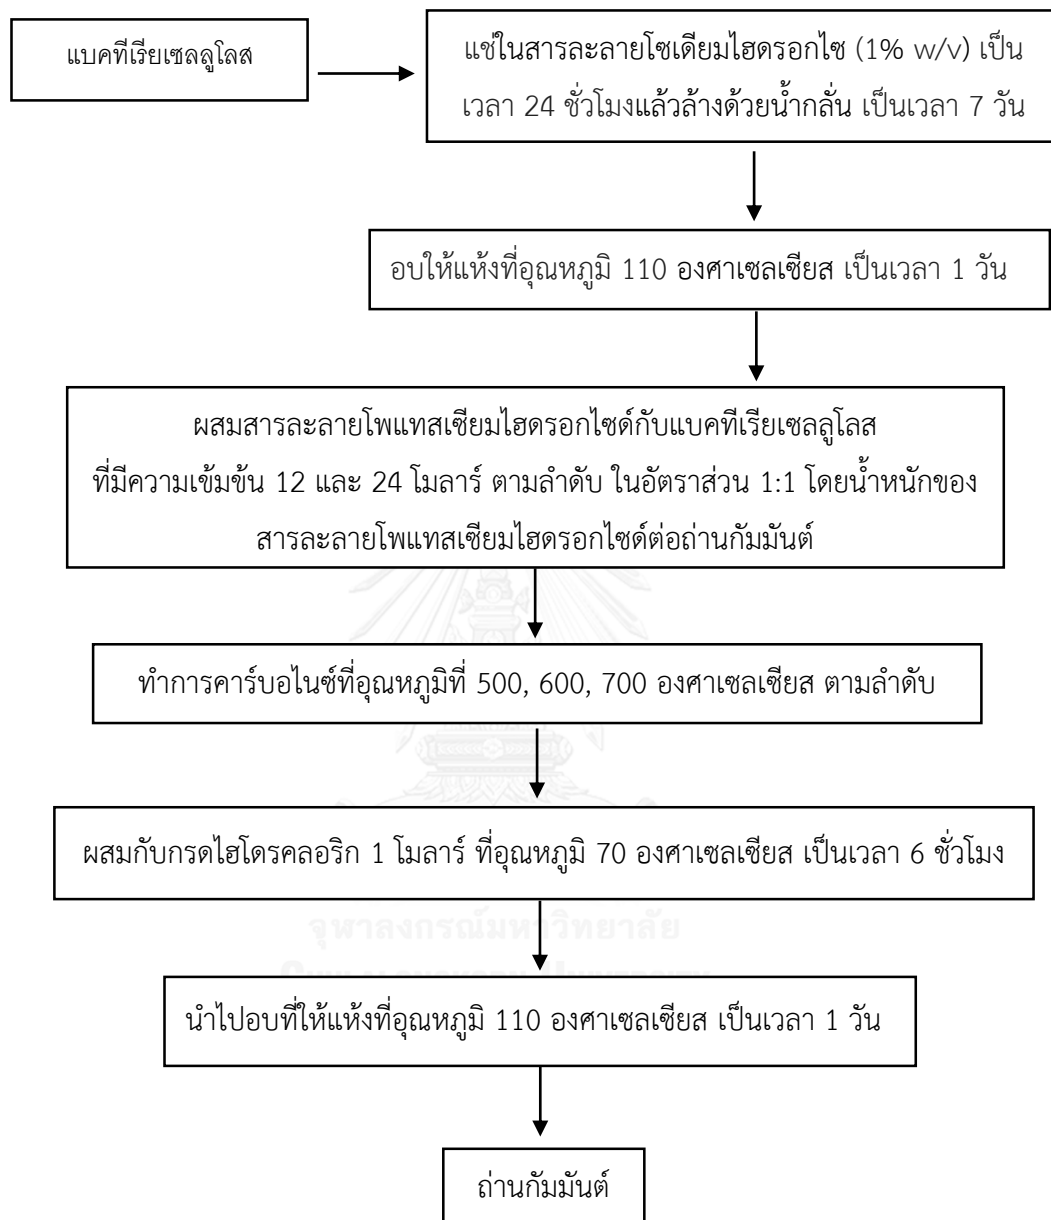 แบคทีเรียเซลลูโลส
แช่ในสารละลายโซเดียมไฮดรอกไซ (1% w/v) เป็น
เวลา 24 ชั่วโมงแล้วล้างด้วยน้ำกลั่น เป็นเวลา 7 วัน
อบให้แห้งที่อุณหภูมิ 110 องศาเซลเซียส เป็นเวลา 1 วัน
ผสมสารละลายโพแทสเซียมไฮดรอกไซด์กับแบคทีเรียเซลลูโลส
ที่มีความเข้มข้น 12 และ 24 โมลาร์ ตามลำดับ ในอัตราส่วน 1:1 โดยน้ำหนักของ
สารละลายโพแทสเซียมไฮดรอกไซด์ต่อถ่านกัมมันต์
ทำการคาร์บอไนซ์ที่อุณหภูมิที่ 500, 600, 700 องศาเซลเซียส ตามลำดับ
ผสมกับกรดไฮโดรคลอริก 1 โมลาร์ ที่อุณหภูมิ 70 องศาเซลเซียส เป็นเวลา 6 ชั่วโมง
จุฬาลงกรณ์มหาวิทยาลัย
นำไปอบที่ให้แห้งที่อุณหภูมิ 110 องศาเซลเซียส เป็นเวลา 1 วัน
ถ่านกัมมันต์